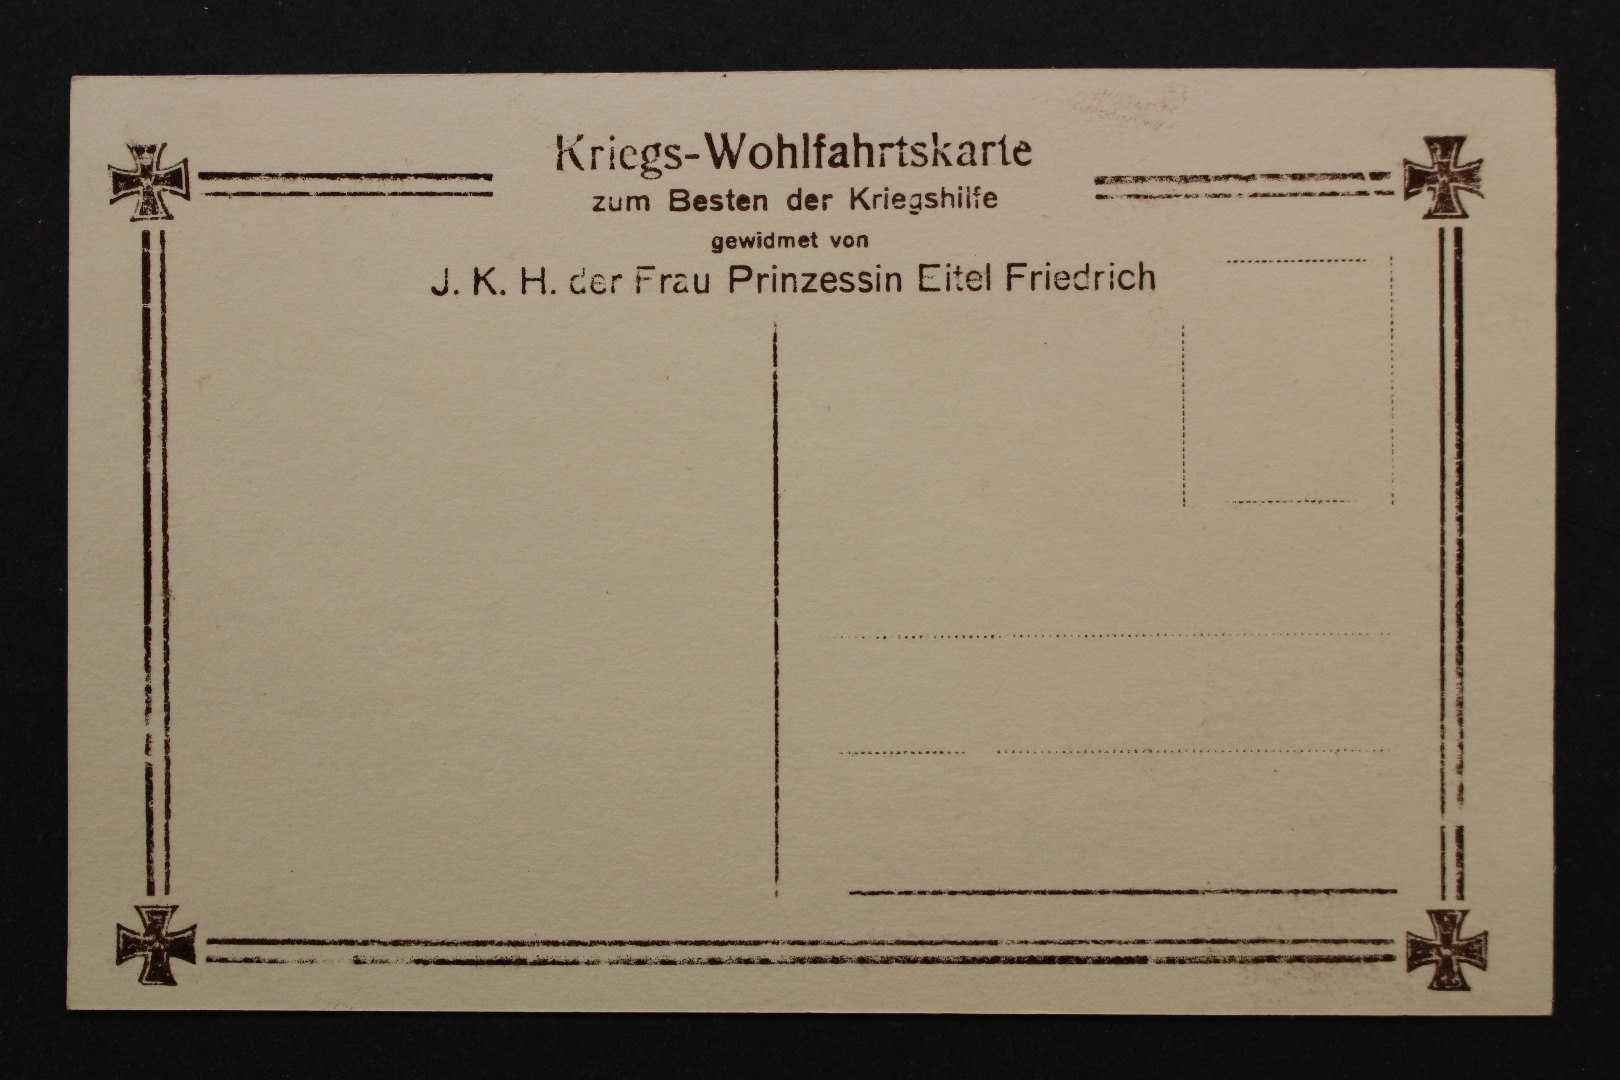 Kriegs-Wohlfahrtskarte
zum Besten der Kriegshilfe
gewidmet von
J. K. H. der Frau Prinzessin Eitel Friedrich